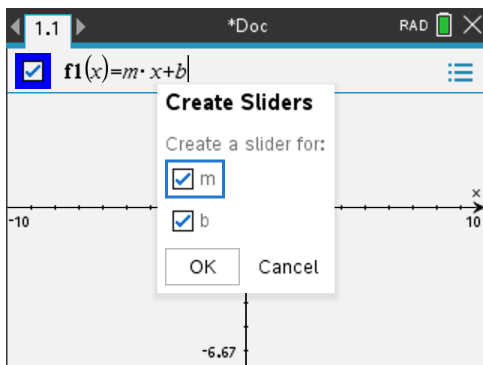 1.1 *Doc RAD
f1(x)=m· x+b
Create Sliders
Create a slider for:
m
b
OK Cancel
x
-10 10
-6.67